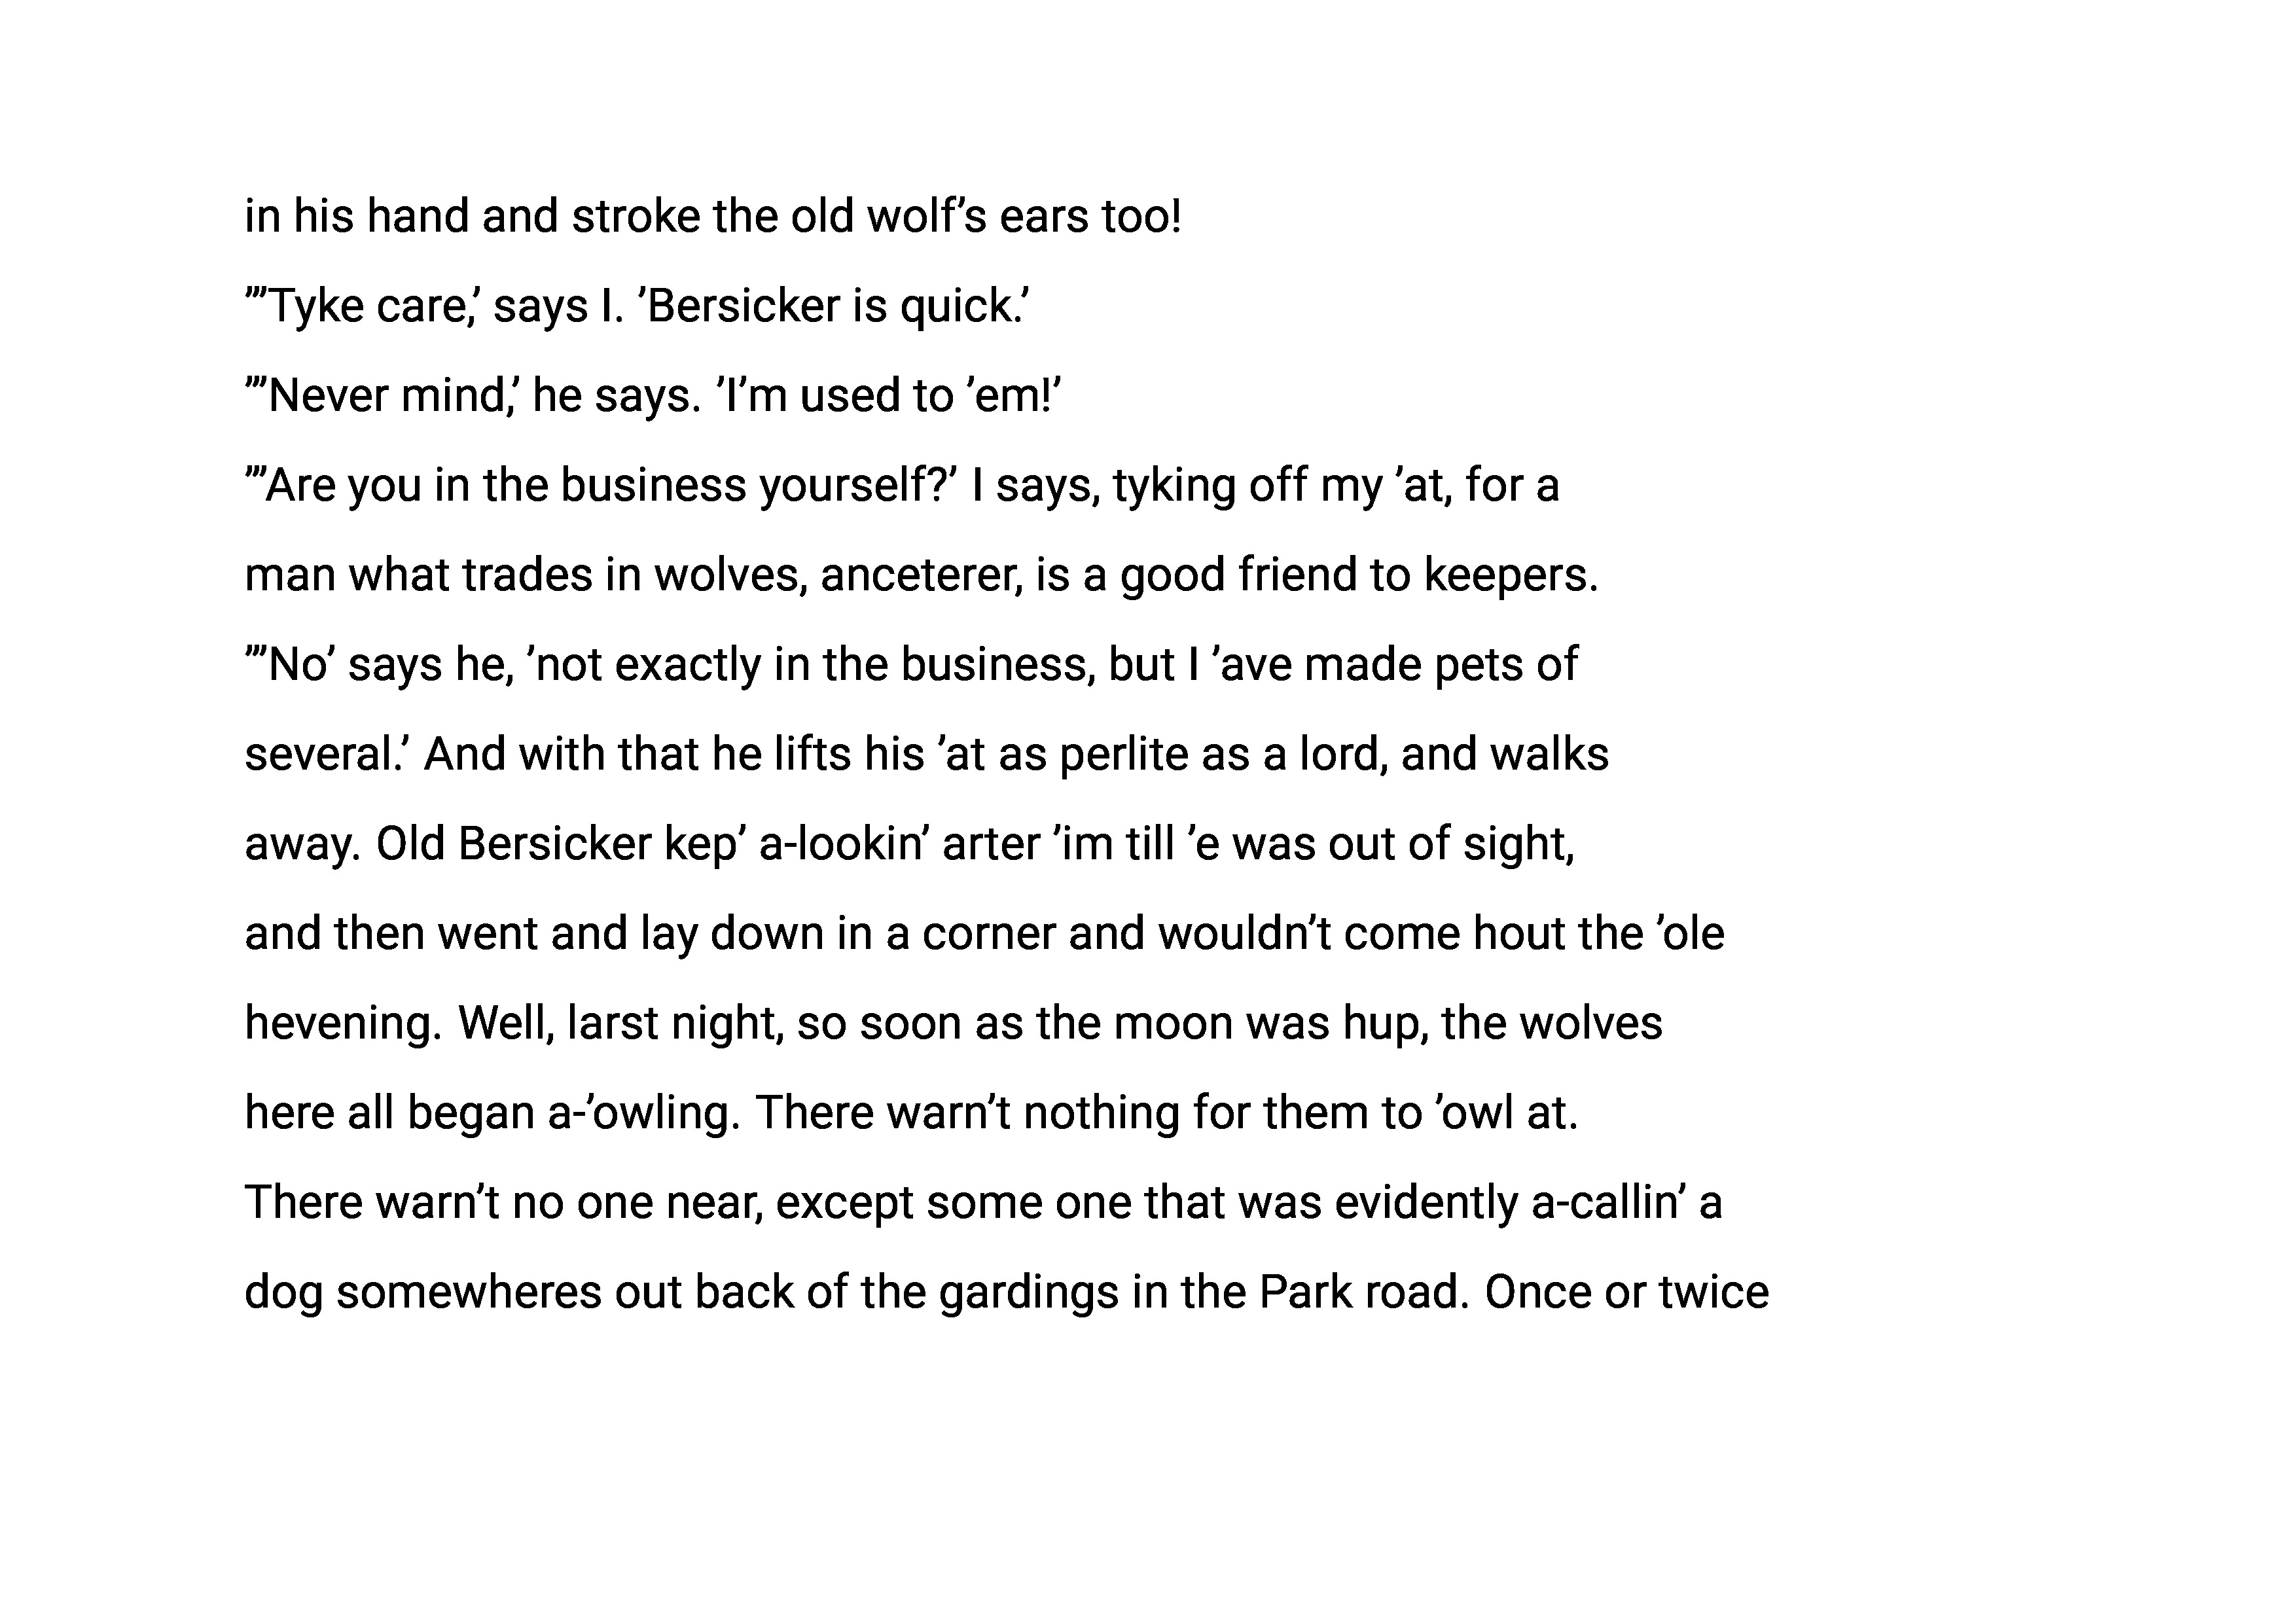 in his hand and stroke the old wolf’s ears too!
”’Tyke care,’ says I. ’Bersicker is quick.’
”’Never mind,’ he says. ’I’m used to ’em!’
”’Are you in the business yourself?’ I says, tyking off my ’at, for a
man what trades in wolves, anceterer, is a good friend to keepers.
”’No’ says he, ’not exactly in the business, but I ’ave made pets of
several.’ And with that he lifts his ’at as perlite as a lord, and walks
away. Old Bersicker kep’ a-lookin’ arter ’im till ’e was out of sight,
and then went and lay down in a corner and wouldn’t come hout the ’ole
hevening. Well, larst night, so soon as the moon was hup, the wolves
here all began a-’owling. There warn’t nothing for them to ’owl at.
There warn’t no one near, except some one that was evidently a-callin’ a
dog somewheres out back of the gardings in the Park road. Once or twice